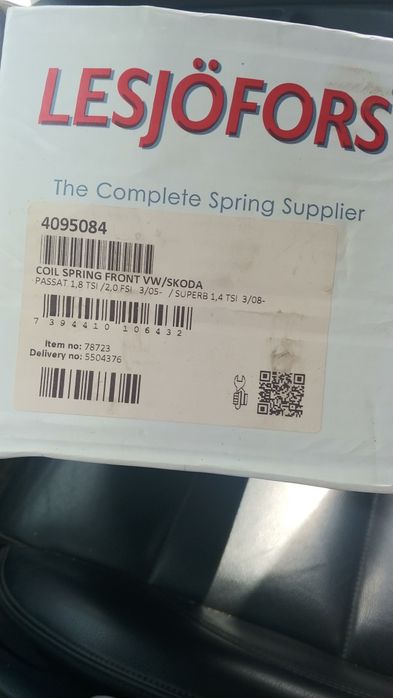 LESJÖFORS
The Complete Spring Supplier
4095084
COIL SPRING FRONT VW/SKODA
PASSAT 1,8 TSI /2,0 FSI 3/05- / SUPERB 1,4 TSI 3/08-
7 394410 106432
Item no: 78723
Delivery no: 5504376